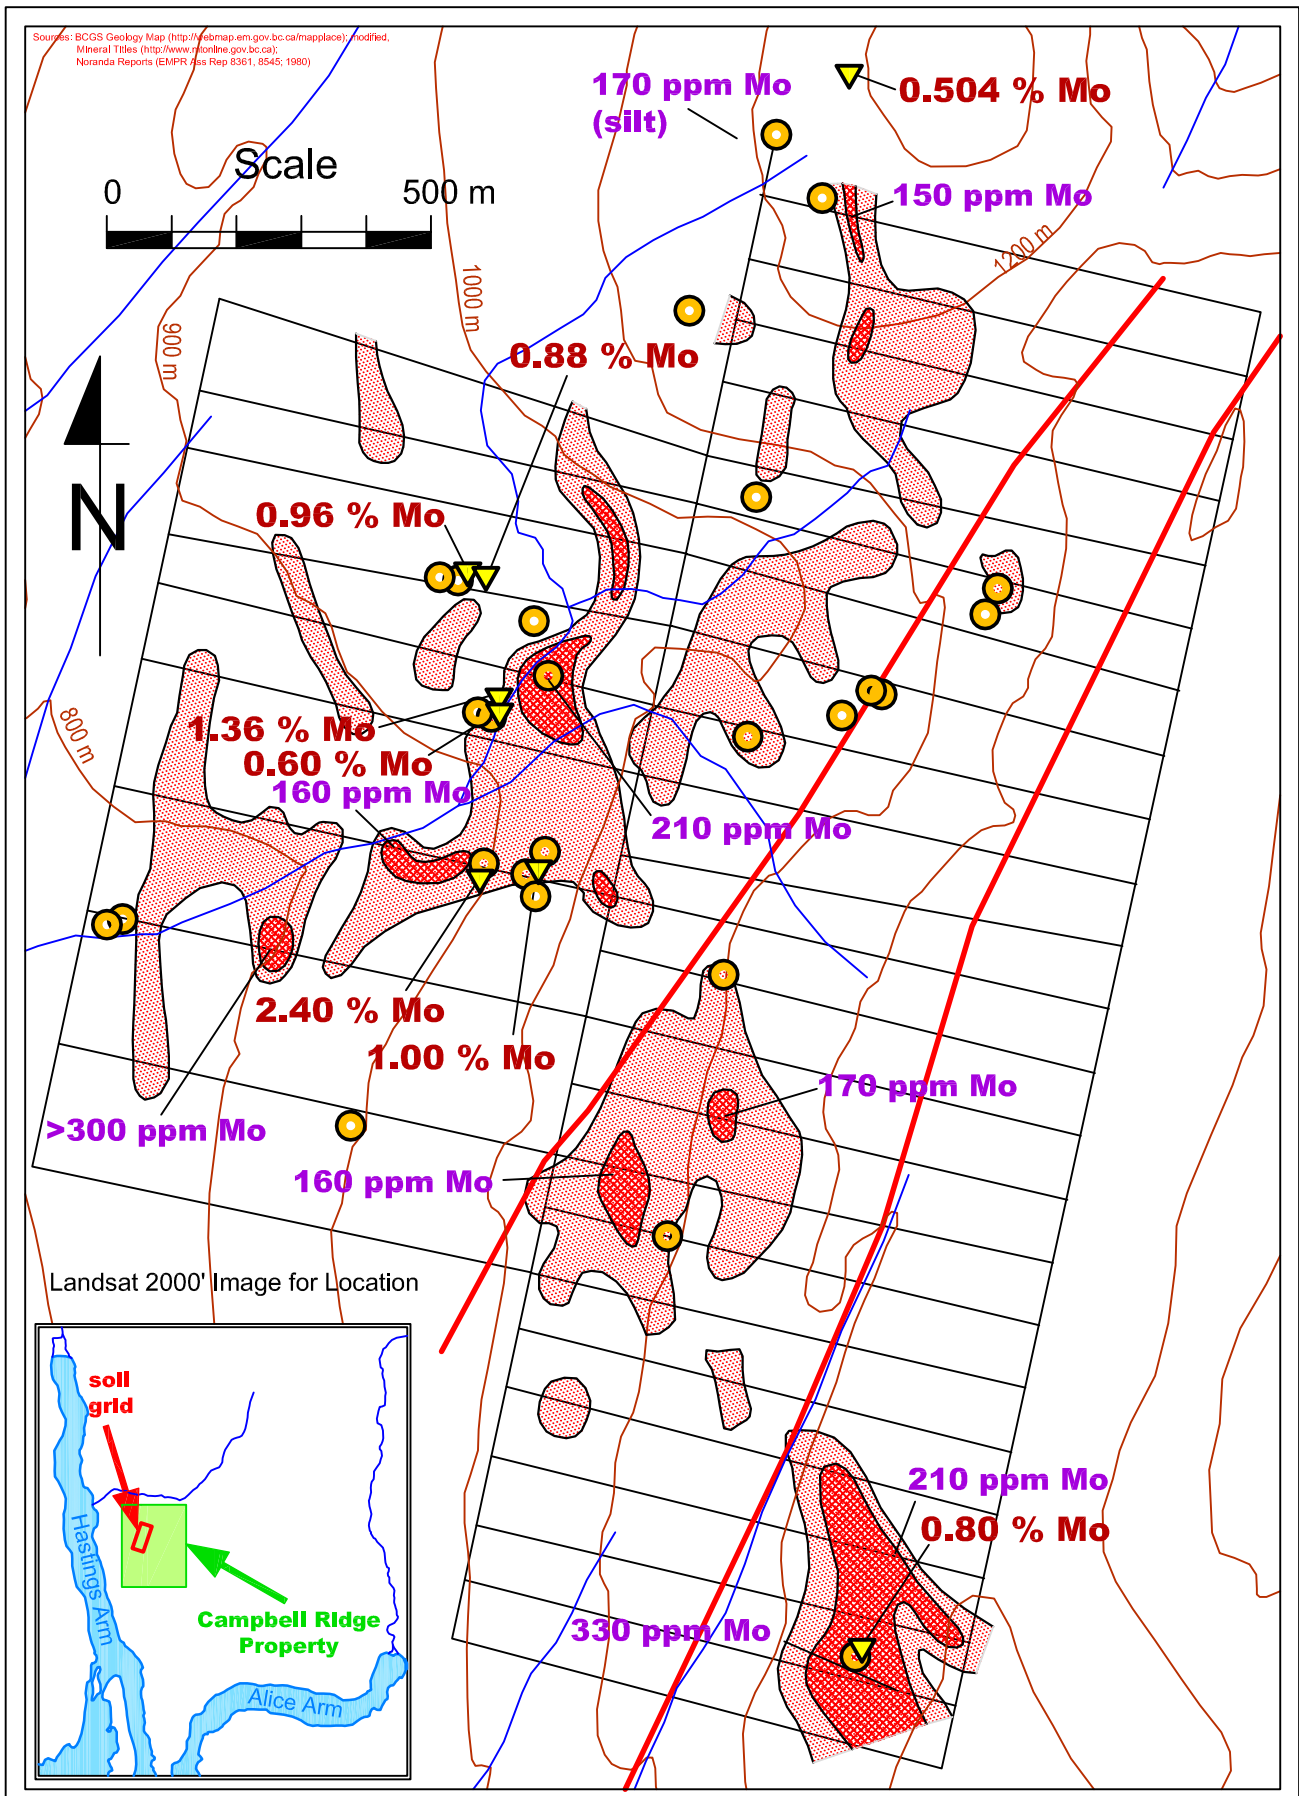 Sources: BCGS Geology Map (http://webmap.em.gov.bc.ca/mapplace); modified,
Mineral Titles (http://www.mtonline.gov.bc.ca);
Noranda Reports (EMPR Ass Rep 8361, 8545; 1980)
170 ppm Mo
(silt)
0.504 % Mo
Scale
0
500 m
150 ppm Mo
1200 m
1000 m
900 m
0.88 % Mo
N
0.96 % Mo
800 m
1.36 % Mo
0.60 % Mo
160 ppm Mo
210 ppm Mo
2.40 % Mo
1.00 % Mo
170 ppm Mo
>300 ppm Mo
160 ppm Mo
Landsat 2000' Image for Location
soil
grid
Hastings Arm
Campbell Ridge
Property
Alice Arm
210 ppm Mo
0.80 % Mo
330 ppm Mo